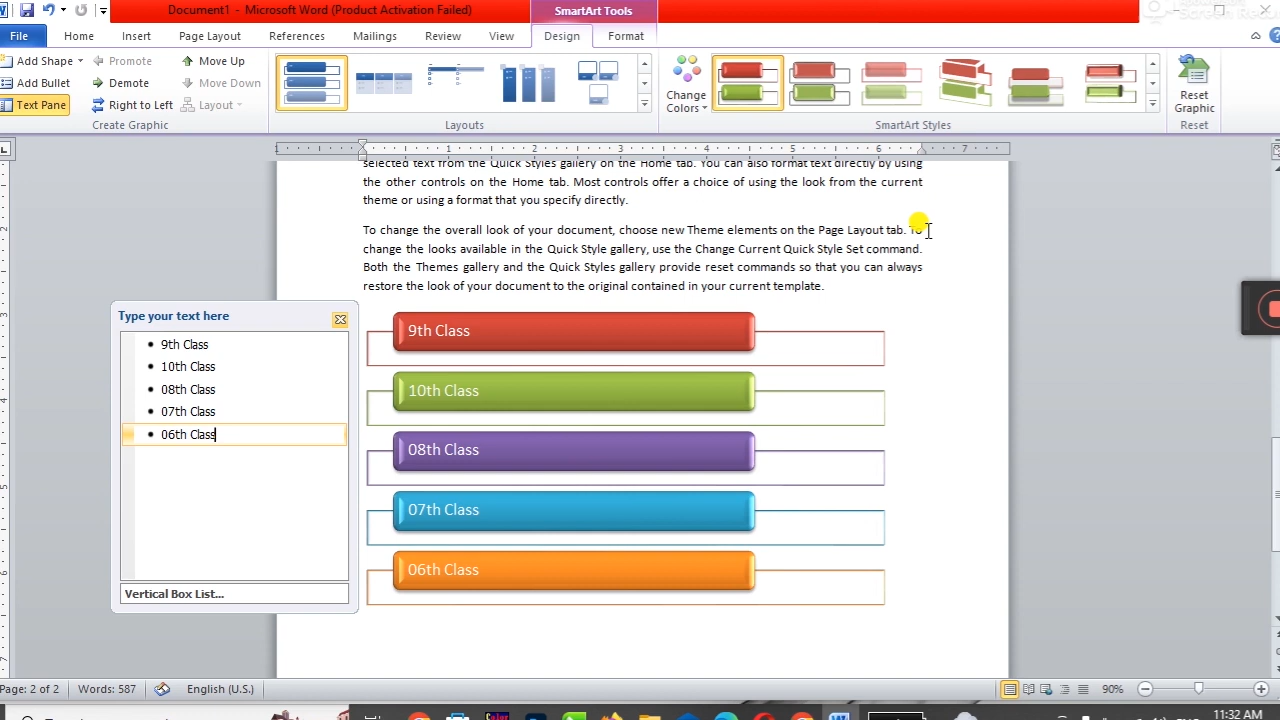 Document1 - Microsoft Word (Product Activation Failed)
SmartArt Tools
File Home Insert Page Layout References Mailings Review View Design Format
Add Shape Promote Move Up
Add Bullet Demote Move Down
Text Pane Right to Left Layout
Create Graphic
Layouts
Change Colors
SmartArt Styles
Reset Graphic
Reset
1 2 3 4 5 6 7
selected text from the Quick Styles gallery on the Home tab. You can also format text directly by using
the other controls on the Home tab. Most controls offer a choice of using the look from the current
theme or using a format that you specify directly.
To change the overall look of your document, choose new Theme elements on the Page Layout tab. To
change the looks available in the Quick Style gallery, use the Change Current Quick Style Set command.
Both the Themes gallery and the Quick Styles gallery provide reset commands so that you can always
restore the look of your document to the original contained in your current template.
Type your text here
9th Class
10th Class
08th Class
07th Class
06th Class
Vertical Box List...
9th Class
10th Class
08th Class
07th Class
06th Class
Page: 2 of 2 Words: 587 English (U.S.) 90%
11:32 AM